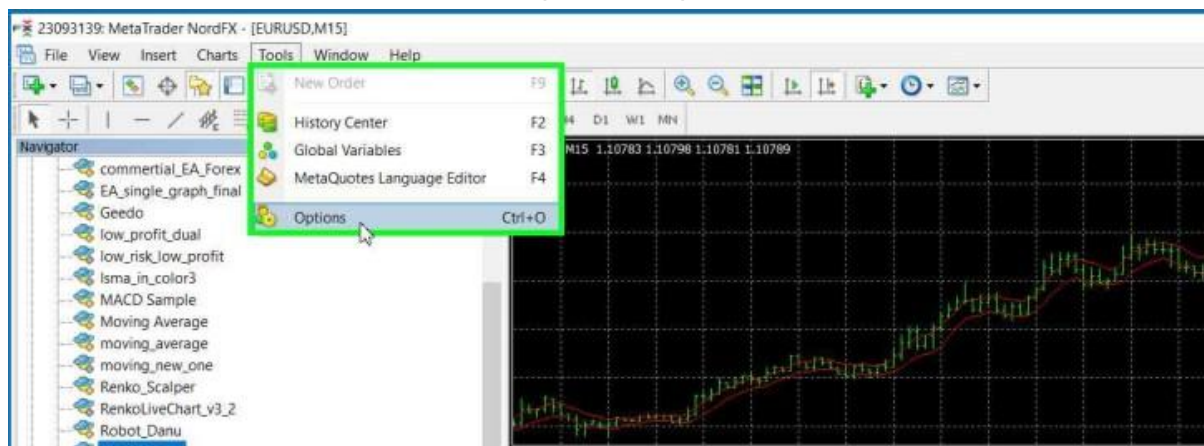 23093139: MetaTrader NordFX - [EURUSD,M15]
File View Insert Charts Tools Window Help
New Order F9
History Center F2
Global Variables F3
MetaQuotes Language Editor F4
Options Ctrl+O
D1 W1 MN
Navigator
commertial_EA_Forex
EA_single_graph_final
Geedo
low_profit_dual
low_risk_low_profit
lsma_in_color3
MACD Sample
Moving Average
moving_average
moving_new_one
Renko_Scalper
RenkoLiveChart_v3_2
Robot_Danu
M15 1.10783 1.10798 1.10781 1.10789